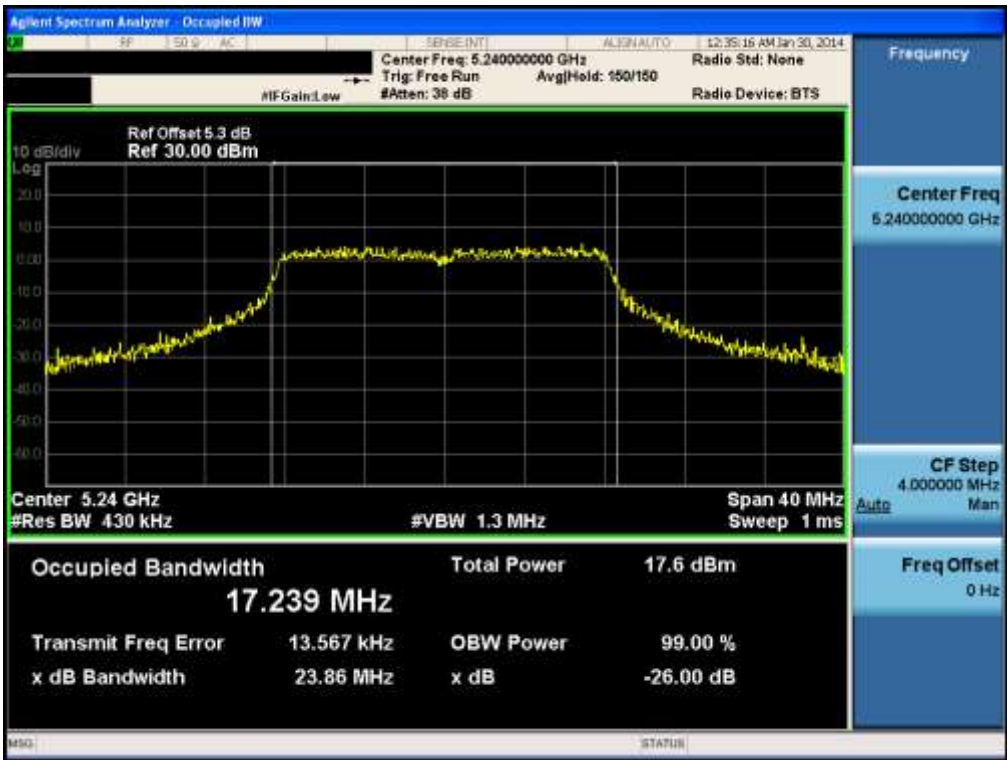 Agilent Spectrum Analyzer - Occupied BW
RF 50 Ω AC SENSE:INT ALIGN AUTO 12:35:16 AM Jan 30, 2014
Center Freq: 5.240000000 GHz Radio Std: None Frequency
Trig: Free Run Avg|Hold: 150/150
#IFGain:Low #Atten: 38 dB Radio Device: BTS
Ref Offset 5.3 dB
10 dB/div Ref 30.00 dBm
Log
20.0
10.0
0.00
-10.0
-20.0
-30.0
-40.0
-50.0
-60.0
Center 5.24 GHz Span 40 MHz
#Res BW 430 kHz #VBW 1.3 MHz Sweep 1 ms
Occupied Bandwidth Total Power 17.6 dBm
17.239 MHz
Transmit Freq Error 13.567 kHz OBW Power 99.00 %
x dB Bandwidth 23.86 MHz x dB -26.00 dB
Center Freq
5.240000000 GHz
CF Step
4.000000 MHz
Auto Man
Freq Offset
0 Hz
MSG STATUS